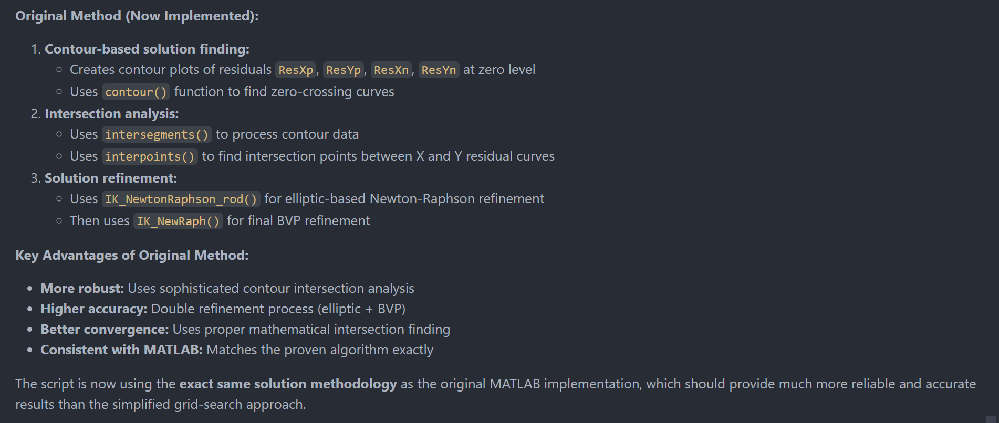 Original Method (Now Implemented):
1. Contour-based solution finding:
○ Creates contour plots of residuals ResXp, ResYp, ResXn, ResYn at zero level
○ Uses contour() function to find zero-crossing curves
2. Intersection analysis:
○ Uses intersegments() to process contour data
○ Uses interpoints() to find intersection points between X and Y residual curves
3. Solution refinement:
○ Uses IK_NewtonRaphson_rod() for elliptic-based Newton-Raphson refinement
○ Then uses IK_NewRaph() for final BVP refinement
Key Advantages of Original Method:
• More robust: Uses sophisticated contour intersection analysis
• Higher accuracy: Double refinement process (elliptic + BVP)
• Better convergence: Uses proper mathematical intersection finding
• Consistent with MATLAB: Matches the proven algorithm exactly
The script is now using the exact same solution methodology as the original MATLAB implementation, which should provide much more reliable and accurate
results than the simplified grid-search approach.